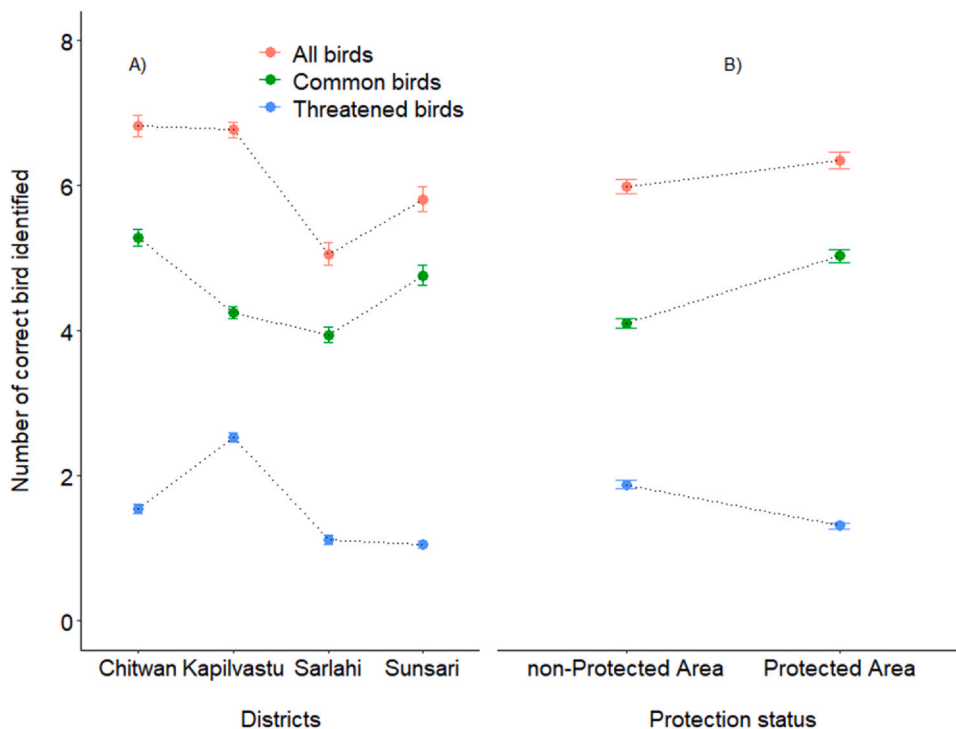 8
A)
B)
All birds
Common birds
Threatened birds
6
4
2
0
Number of correct bird identified
Chitwan Kapilvastu Sarlahi Sunsari
non-Protected Area Protected Area
Districts
Protection status